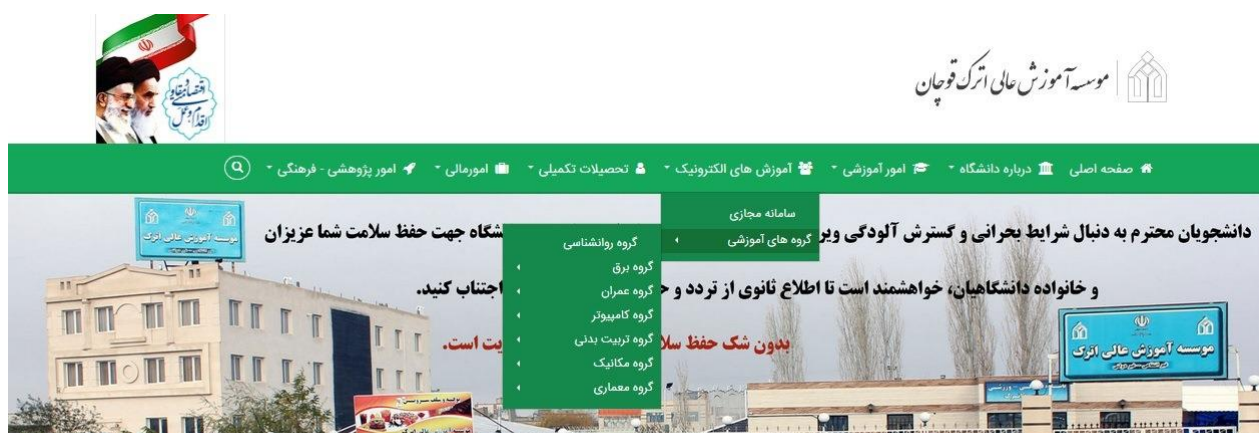 اقتصاد مقاومتی
اقدام و عمل
موسسه آموزش عالی اترک قوچان
صفحه اصلی
درباره دانشگاه
امور آموزشی
آموزش های الکترونیک
تحصیلات تکمیلی
امورمالی
امور پژوهشی - فرهنگی
سامانه مجازی
گروه های آموزشی
گروه روانشناسی
گروه برق
گروه عمران
گروه کامپیوتر
گروه تربیت بدنی
گروه مکانیک
گروه معماری
دانشجویان محترم به دنبال شرایط بحرانی و گسترش آلودگی ویر
شگاه جهت حفظ سلامت شما عزیزان
و خانواده دانشگاهیان، خواهشمند است تا اطلاع ثانوی از تردد و ح
اجتناب کنید.
بدون شک حفظ سلا
یت است.
موسسه آموزش عالی اترک
موسسه آموزش عالی اترک